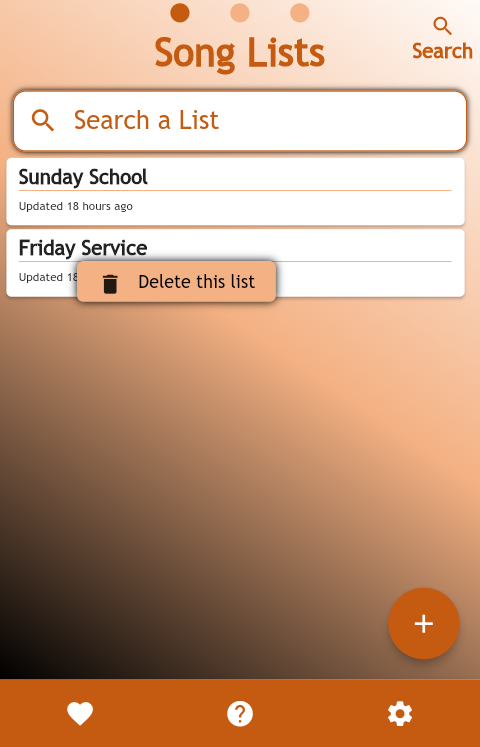 Song Lists
Search
Search a List
Sunday School
Updated 18 hours ago
Friday Service
Updated 18
Delete this list